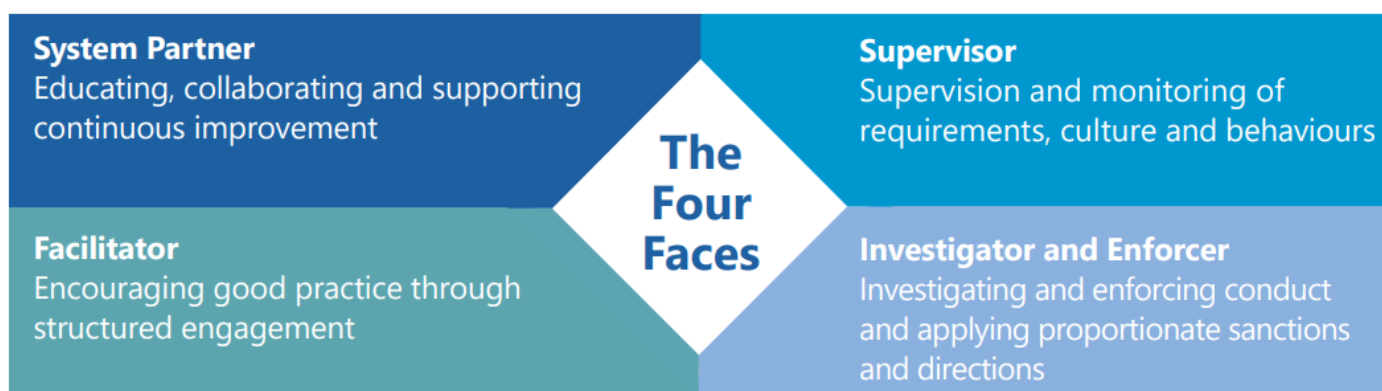 System Partner
Educating, collaborating and supporting
continuous improvement
Supervisor
Supervision and monitoring of
requirements, culture and behaviours
The
Four
Faces
Facilitator
Encouraging good practice through
structured engagement
Investigator and Enforcer
Investigating and enforcing conduct
and applying proportionate sanctions
and directions